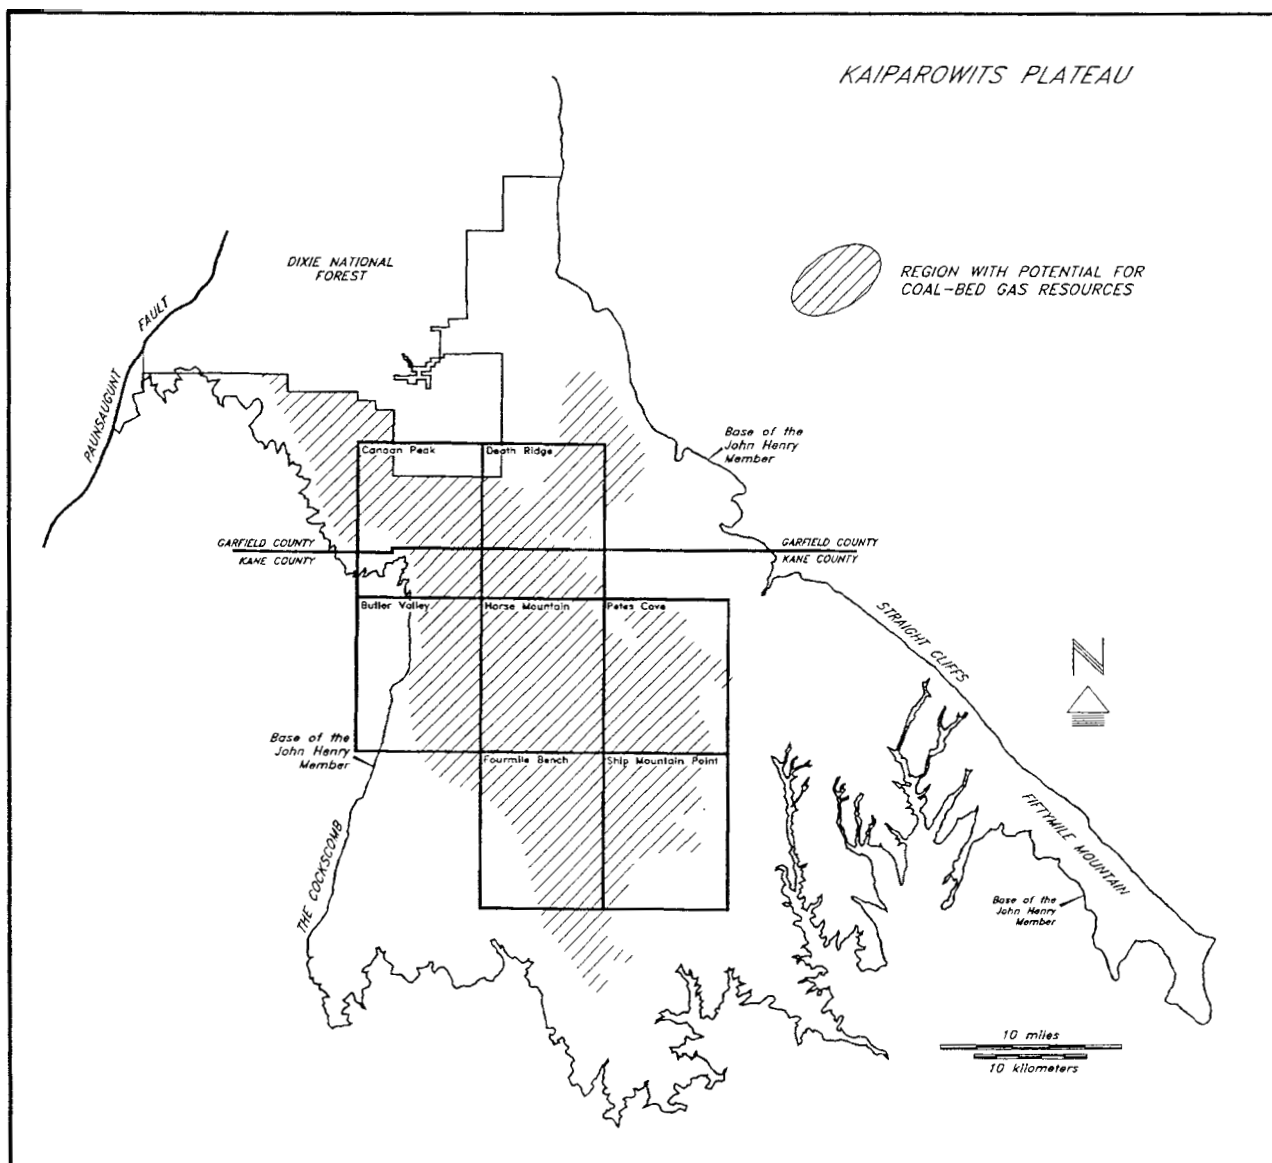 KAIPAROWITS PLATEAU
DIXIE NATIONAL
FOREST
REGION WITH POTENTIAL FOR
COAL-BED GAS RESOURCES
PAUNSAUGUNT
FAULT
Base of the
John Henry
Member
Canaan Peak
Death Ridge
GARFIELD COUNTY
KANE COUNTY
GARFIELD COUNTY
KANE COUNTY
Butler Valley
Horse Mountain
Petes Cove
STRAIGHT CLIFFS
N
Base of the
John Henry
Member
Fourmile Bench
Ship Mountain Point
THE COCKSCOMB
FIFTYMILE MOUNTAIN
Base of the
John Henry
Member
10 miles
10 kilometers